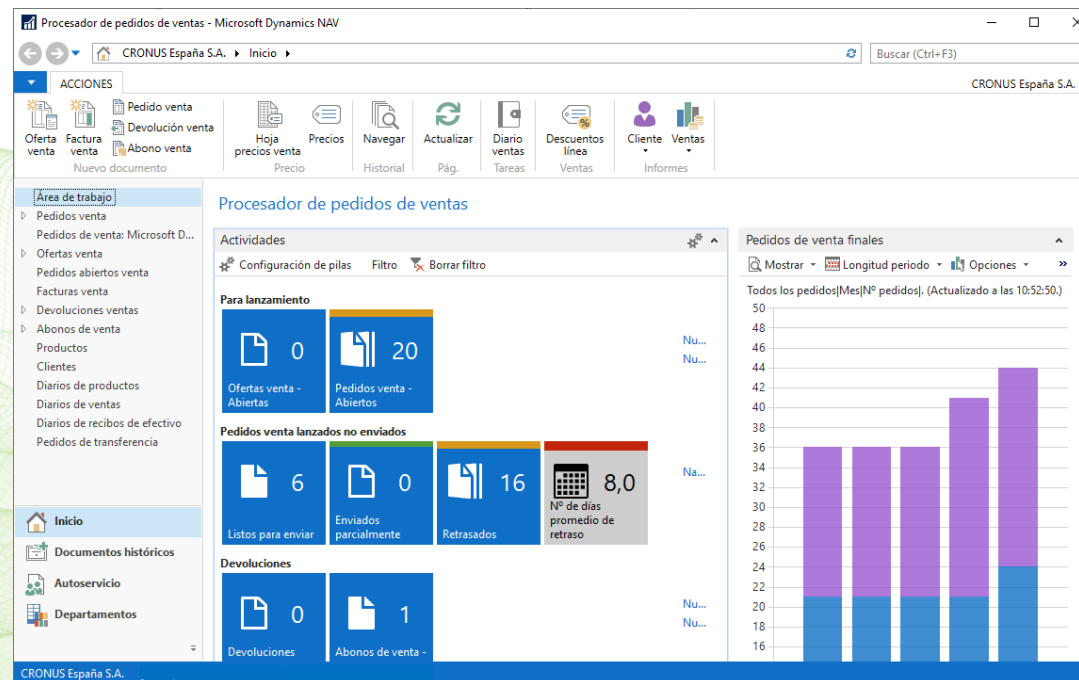 Procesador de pedidos de ventas - Microsoft Dynamics NAV
CRONUS España S.A. Inicio
Buscar (Ctrl+F3)
ACCIONES
CRONUS España S.A.
Oferta venta
Factura venta
Pedido venta
Devolución venta
Abono venta
Nuevo documento
Hoja precios venta
Precios
Precio
Navegar
Historial
Actualizar
Pág.
Diario ventas
Tareas
Descuentos línea
Ventas
Cliente
Ventas
Informes
Área de trabajo
Pedidos venta
Pedidos de venta: Microsoft D...
Ofertas venta
Pedidos abiertos venta
Facturas venta
Devoluciones ventas
Abonos de venta
Productos
Clientes
Diarios de productos
Diarios de ventas
Diarios de recibos de efectivo
Pedidos de transferencia
Inicio
Documentos históricos
Autoservicio
Departamentos
Procesador de pedidos de ventas
Actividades
Configuración de pilas Filtro Borrar filtro
Para lanzamiento
0
Ofertas venta - Abiertas
20
Pedidos venta - Abiertos
Nu...
Nu...
Pedidos venta lanzados no enviados
6
Listos para enviar
0
Enviados parcialmente
16
Retrasados
8,0
Nº de días promedio de retraso
Na...
Devoluciones
0
Devoluciones
1
Abonos de venta -
Nu...
Nu...
Pedidos de venta finales
Mostrar Longitud periodo Opciones »
Todos los pedidos|Mes|Nº pedidos|. (Actualizado a las 10:52:50.)
50
48
46
44
42
40
38
36
34
32
30
28
26
24
22
20
18
16
CRONUS España S.A.